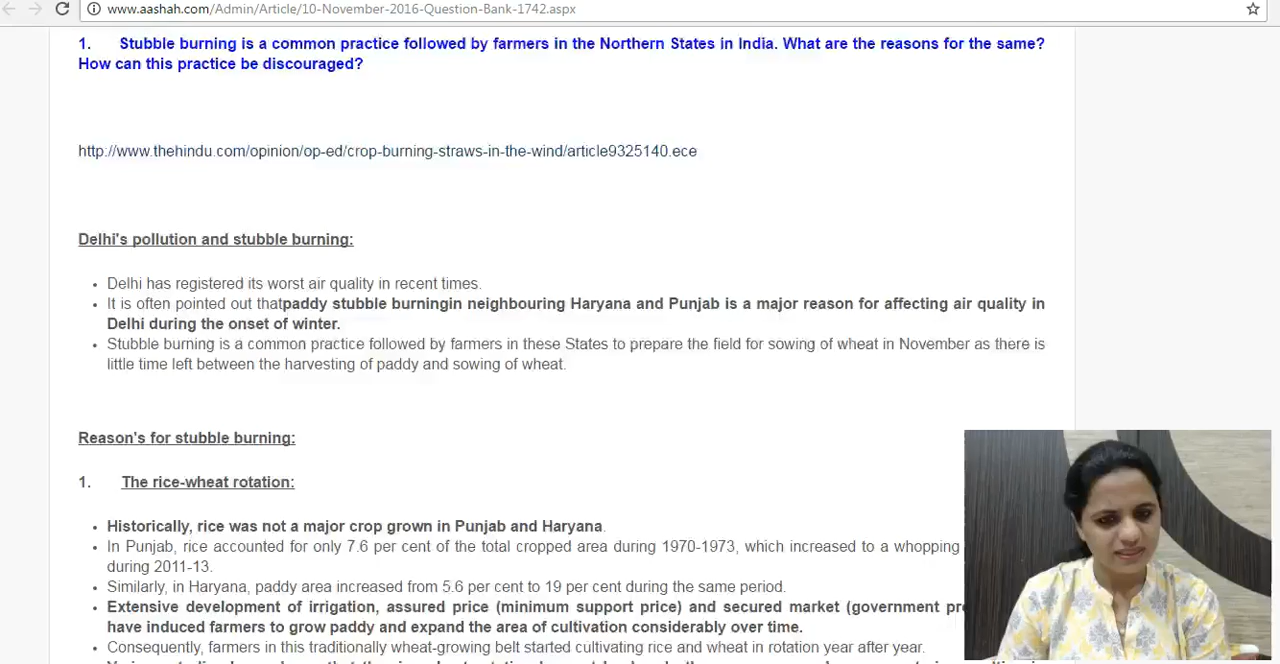 www.aashah.com/Admin/Article/10-November-2016-Question-Bank-1742.aspx
1. Stubble burning is a common practice followed by farmers in the Northern States in India. What are the reasons for the same?
How can this practice be discouraged?
http://www.thehindu.com/opinion/op-ed/crop-burning-straws-in-the-wind/article9325140.ece
Delhi's pollution and stubble burning:
• Delhi has registered its worst air quality in recent times.
• It is often pointed out thatpaddy stubble burningin neighbouring Haryana and Punjab is a major reason for affecting air quality in
Delhi during the onset of winter.
• Stubble burning is a common practice followed by farmers in these States to prepare the field for sowing of wheat in November as there is
little time left between the harvesting of paddy and sowing of wheat.
Reason's for stubble burning:
1. The rice-wheat rotation:
• Historically, rice was not a major crop grown in Punjab and Haryana.
• In Punjab, rice accounted for only 7.6 per cent of the total cropped area during 1970-1973, which increased to a whopping
during 2011-13.
• Similarly, in Haryana, paddy area increased from 5.6 per cent to 19 per cent during the same period.
• Extensive development of irrigation, assured price (minimum support price) and secured market (government
have induced farmers to grow paddy and expand the area of cultivation considerably over time.
• Consequently, farmers in this traditionally wheat-growing belt started cultivating rice and wheat in rotation year after year.